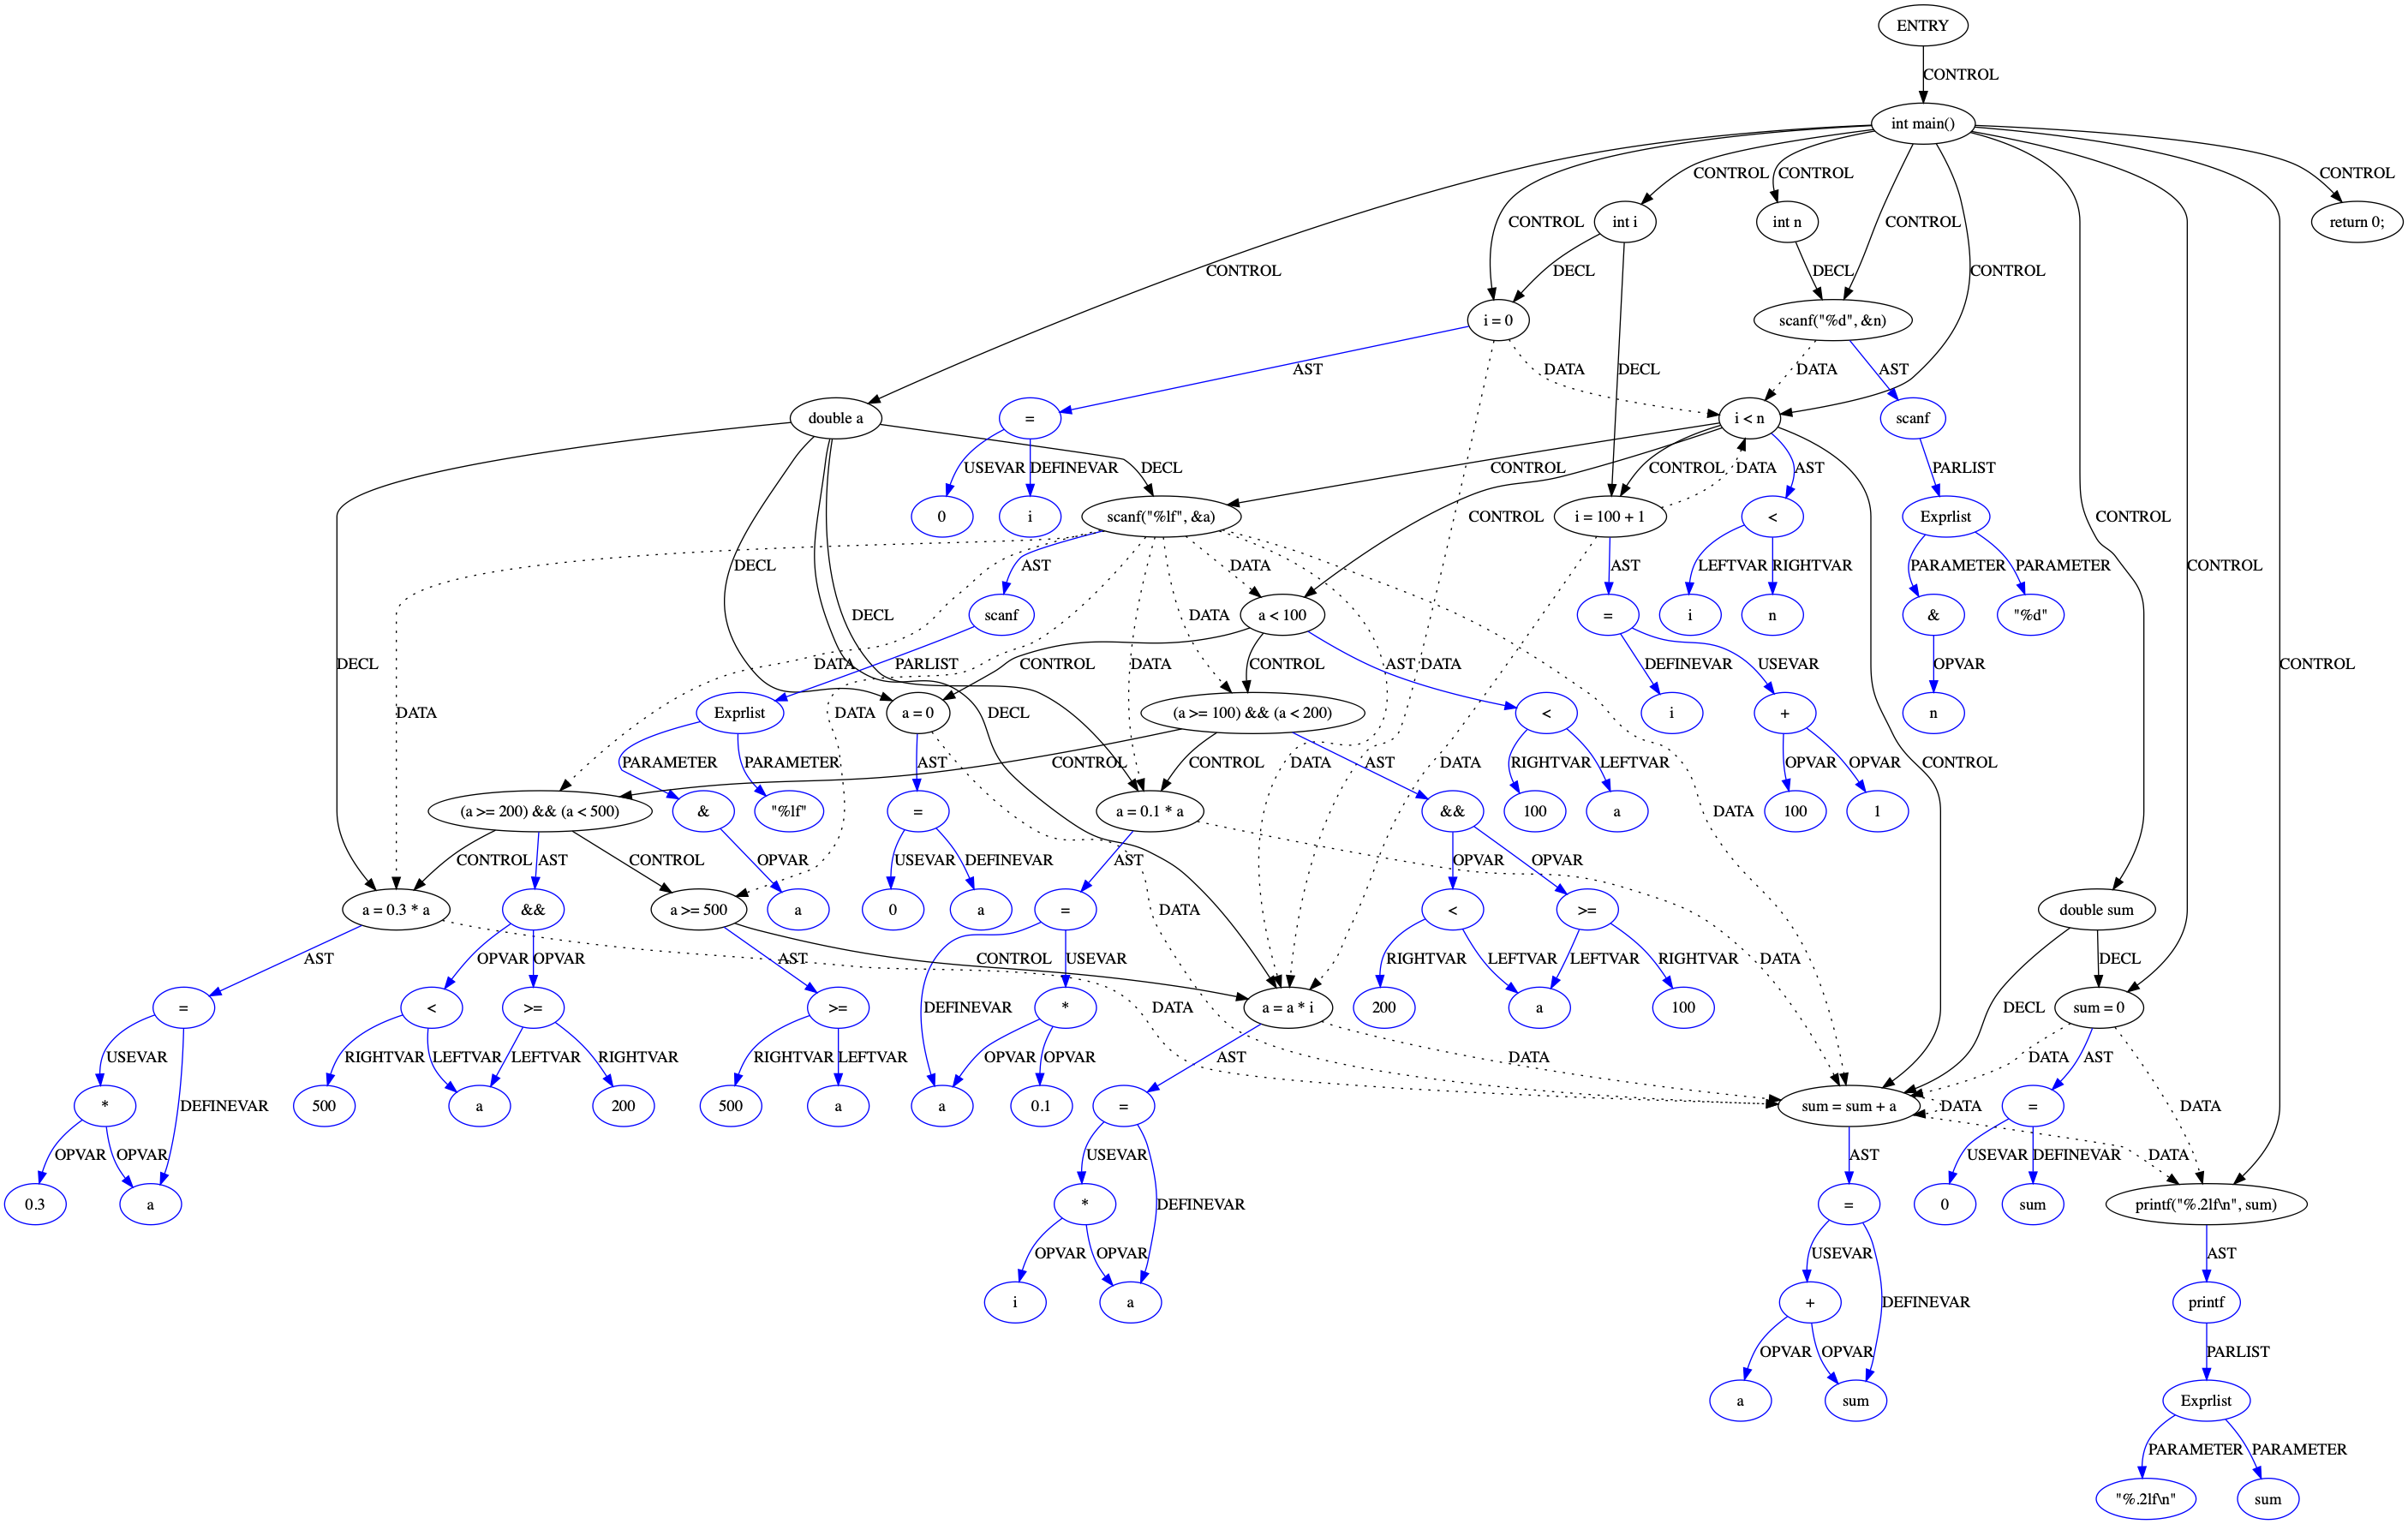 ENTRY
CONTROL
int main()
CONTROL CONTROL CONTROL
int i int n return 0;
CONTROL CONTROL CONTROL DECL DECL CONTROL CONTROL
i = 0 scanf("%d", &n)
AST DATA DECL DATA AST
double a = i < n scanf
DECL USEVAR DEFINEVAR CONTROL CONTROL DATA AST PARLIST
scanf("%lf", &a) 0 i i = 100 + 1 < Exprlist CONTROL CONTROL
DECL AST DATA AST LEFTVAR RIGHTVAR PARAMETER PARAMETER CONTROL
scanf a < 100 = i n & "%d"
DECL DECL DATA PARLIST CONTROL DATA DATA CONTROL AST DATA DEFINEVAR USEVAR OPVAR CONTROL
Exprlist a = 0 (a >= 100) && (a < 200) < i + n
DATA DATA DECL
PARAMETER PARAMETER AST CONTROL CONTROL DATA AST DATA RIGHTVAR LEFTVAR OPVAR OPVAR CONTROL
(a >= 200) && (a < 500) & "%lf" = a = 0.1 * a && 100 a 100 1
DATA
CONTROL AST CONTROL OPVAR USEVAR DEFINEVAR AST OPVAR OPVAR
a = 0.3 * a && a >= 500 a 0 a = < >= double sum
DATA
AST OPVAR OPVAR AST CONTROL USEVAR RIGHTVAR LEFTVAR LEFTVAR RIGHTVAR DATA DECL
= < >= >= * a = a * i 200 a 100 sum = 0
DEFINEVAR DATA DECL
USEVAR RIGHTVAR LEFTVAR LEFTVAR RIGHTVAR RIGHTVAR LEFTVAR OPVAR OPVAR AST DATA DATA AST
* DEFINEVAR 500 a 200 500 a a 0.1 = sum = sum + a DATA = DATA
OPVAR OPVAR USEVAR AST USEVAR DEFINEVAR DATA
0.3 a * DEFINEVAR = 0 sum printf("%.2lf\n", sum)
OPVAR OPVAR USEVAR AST
i a + DEFINEVAR printf
OPVAR OPVAR PARLIST
a sum Exprlist
PARAMETER PARAMETER
"%.2lf\n" sum